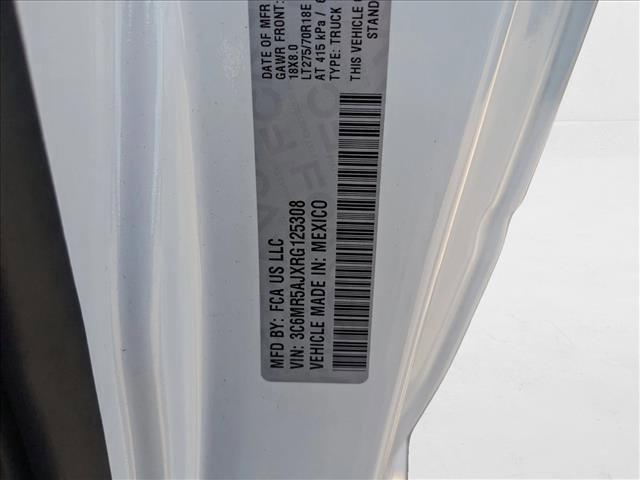 DATE OF MFR
GAWR FRONT:
18X8.0
LT275/70R18E
AT 415 kPa /
TYPE: TRUCK
THIS VEHICLE
STAND
MFD BY: FCA US LLC
VIN: 3C6MR5AJXRG125308
VEHICLE MADE IN: MEXICO